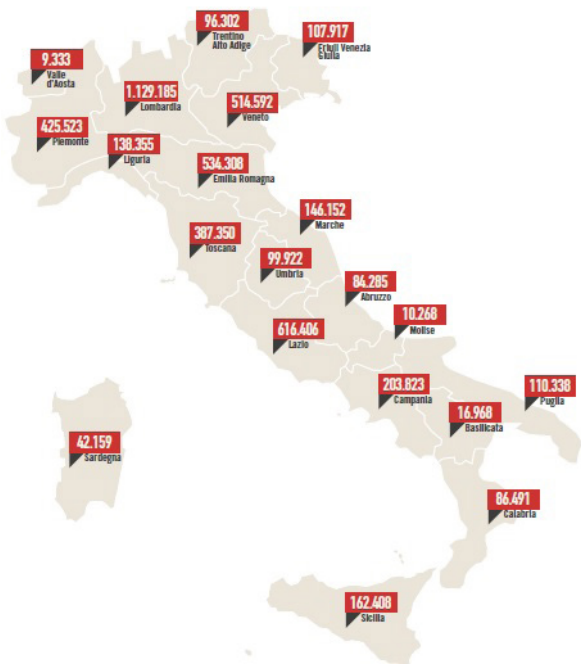 96.302
Trentino
Alto Adige
107.917
Friuli Venezia
Giulia
9.333
Valle
d'Aosta
1.129.185
Lombardia
514.592
Veneto
425.523
Piemonte
138.355
Liguria
534.308
Emilia Romagna
146.152
Marche
387.350
Toscana
99.922
Umbria
84.285
Abruzzo
10.268
Molise
616.406
Lazio
203.823
Campania
110.338
Puglia
16.968
Basilicata
42.159
Sardegna
86.491
Calabria
162.408
Sicilia